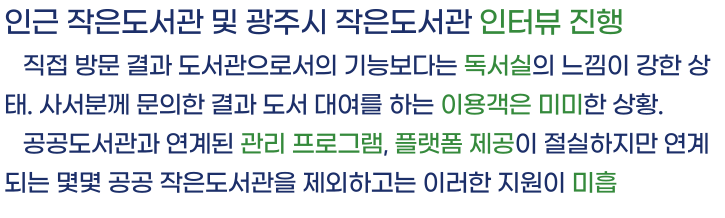 인근 작은도서관 및 광주시 작은도서관 인터뷰 진행
직접 방문 결과 도서관으로서의 기능보다는 독서실의 느낌이 강한 상
태. 사서분께 문의한 결과 도서 대여를 하는 이용객은 미미한 상황.
공공도서관과 연계된 관리 프로그램, 플랫폼 제공이 절실하지만 연계
되는 몇몇 공공 작은도서관을 제외하고는 이러한 지원이 미흡